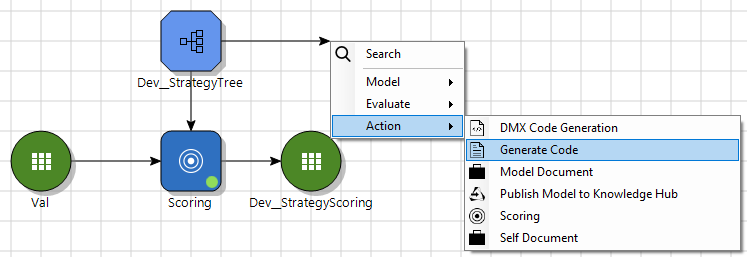 Dev__StrategyTree
Search
Model
Evaluate
Action
DMX Code Generation
Generate Code
Model Document
Publish Model to Knowledge Hub
Scoring
Self Document
Val
Scoring
Dev__StrategyScoring